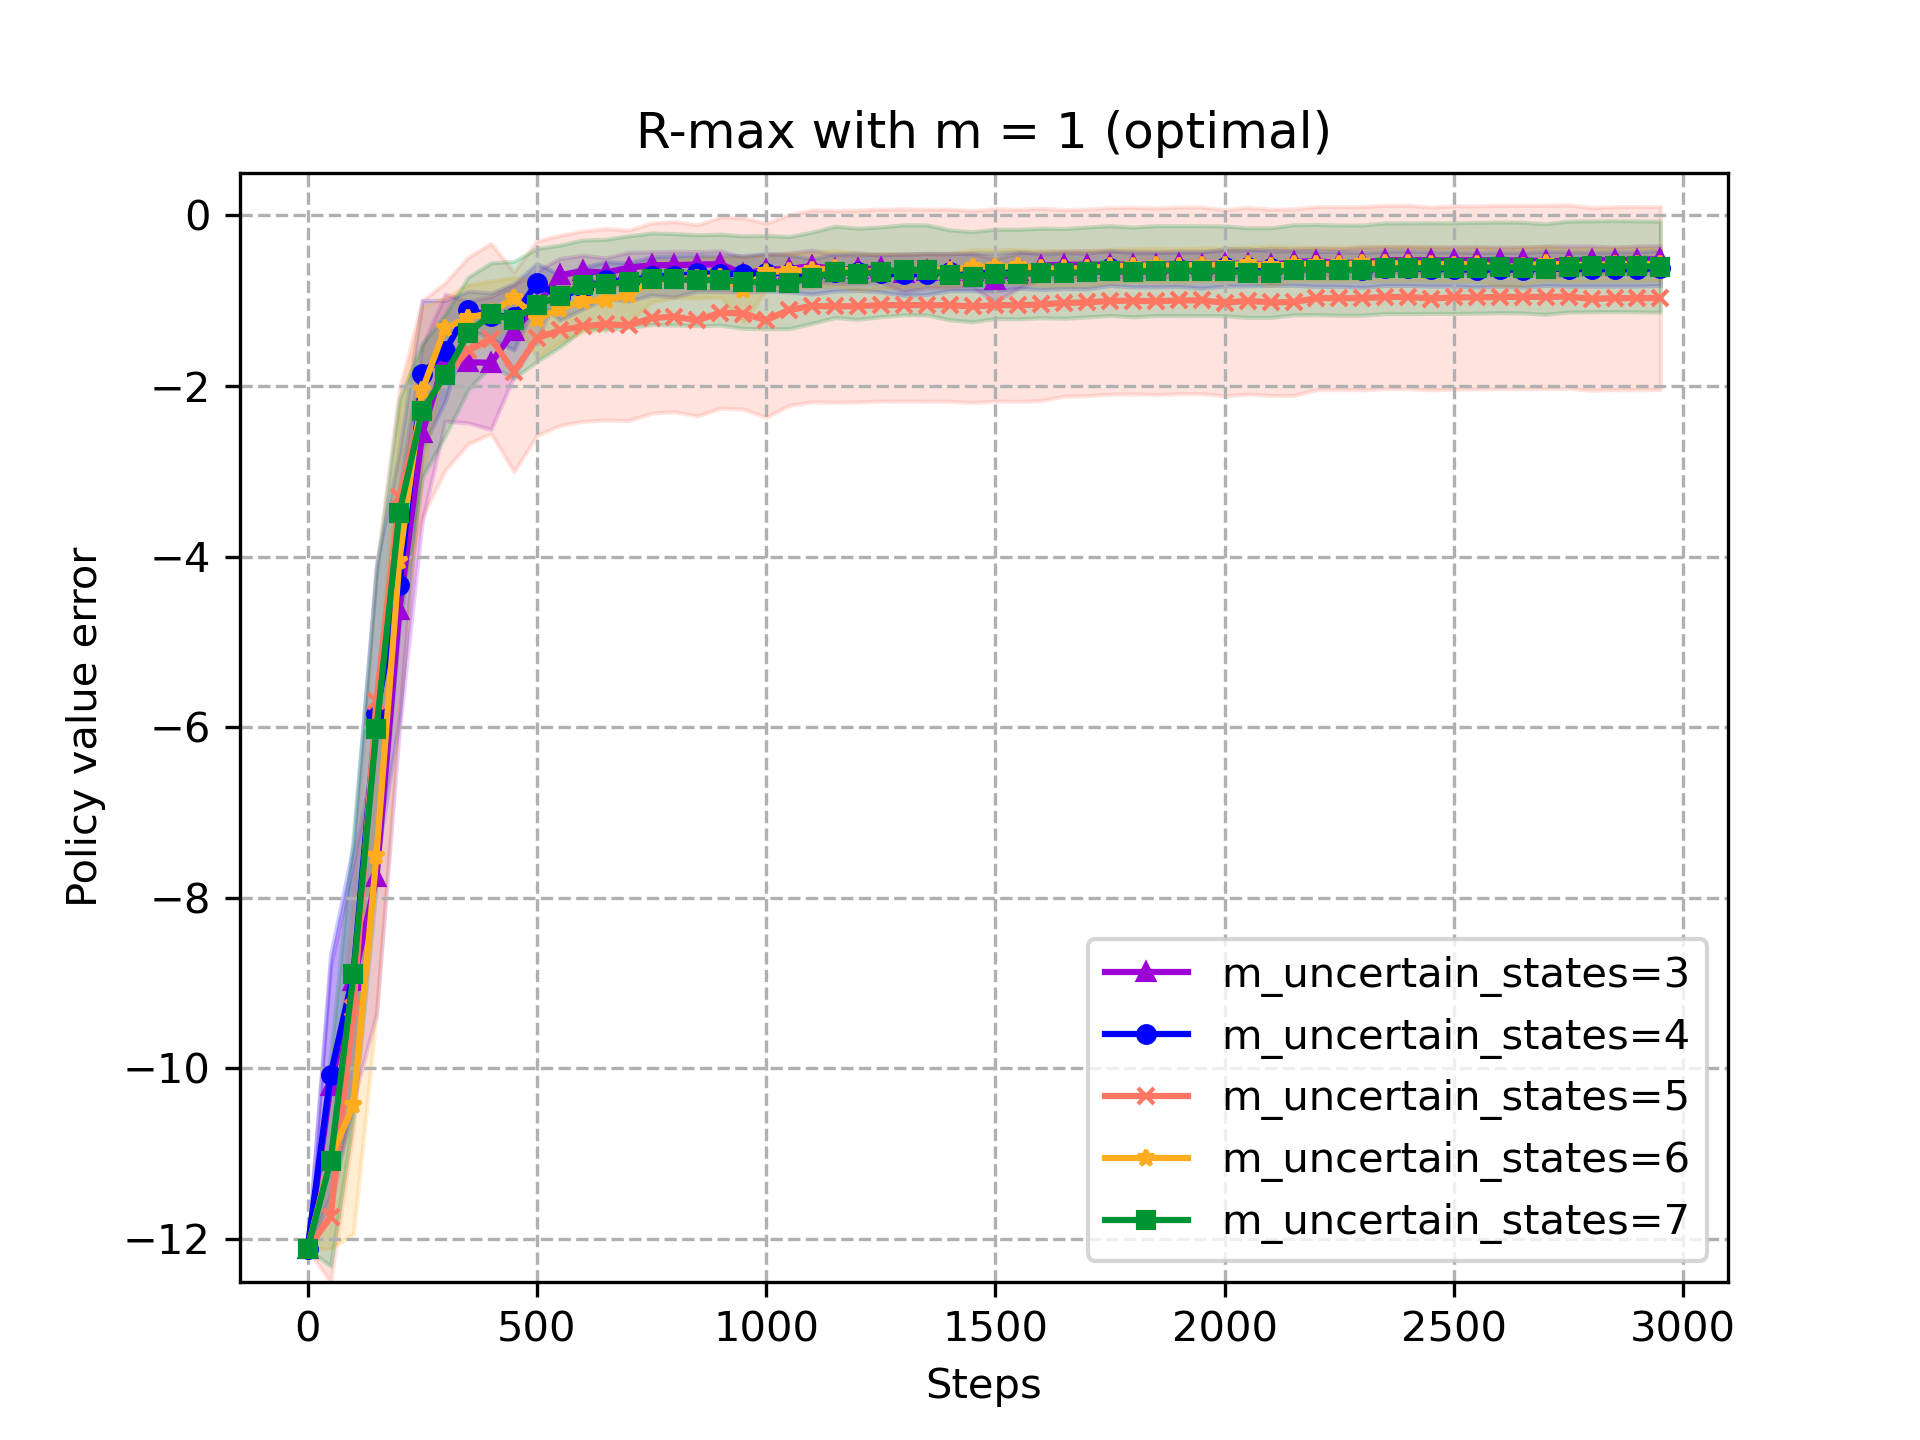 R-max with m = 1 (optimal)
Policy value error
0
−2
−4
−6
−8
−10
−12
0 500 1000 1500 2000 2500 3000
Steps
m_uncertain_states=3
m_uncertain_states=4
m_uncertain_states=5
m_uncertain_states=6
m_uncertain_states=7